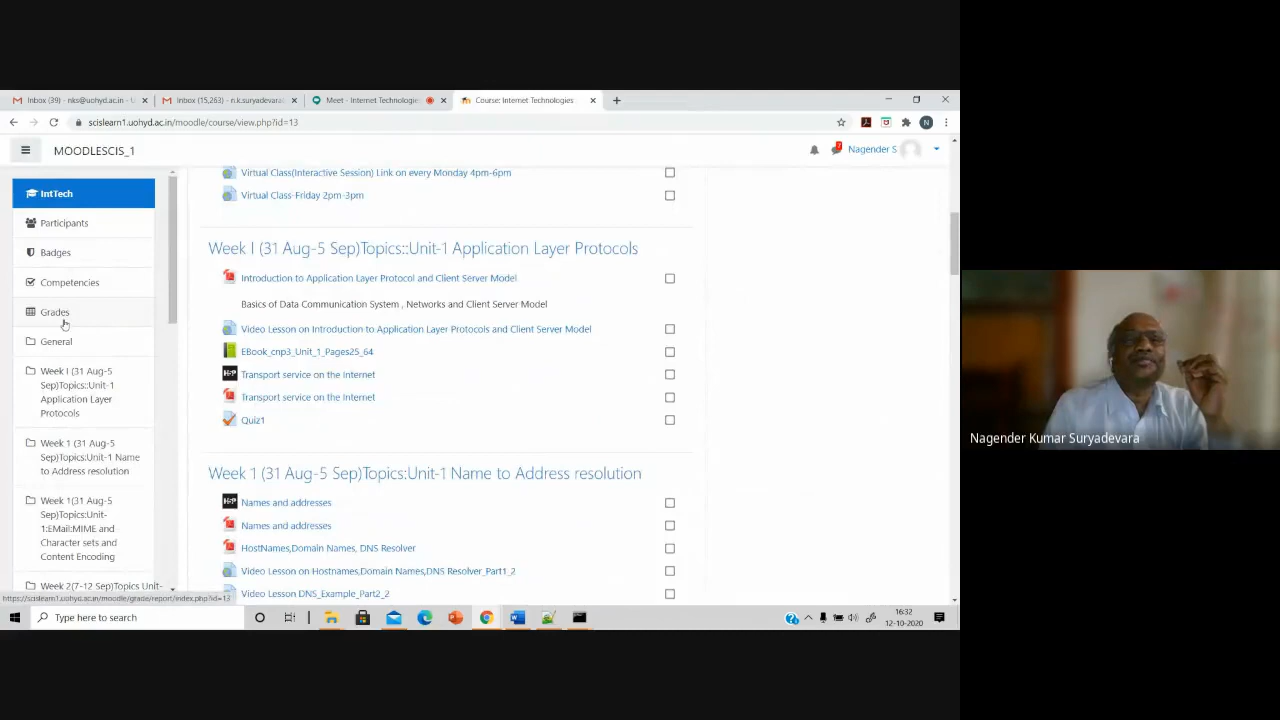 Inbox (39) - nks@uohyd.ac.in - U
Inbox (15,263) - n.k.suryadevara
Meet - Internet Technologies
Course: Internet Technologies
scislearn1.uohyd.ac.in/moodle/course/view.php?id=13
N
MOODLESCIS_1
Nagender S
IntTech
Participants
Badges
Competencies
Grades
General
Week I (31 Aug-5
Sep)Topics::Unit-1
Application Layer
Protocols
Week 1 (31 Aug-5
Sep)Topics:Unit-1 Name
to Address resolution
Week 1(31 Aug-5
Sep)Topics:Unit-
1:EMail:MIME and
Character sets and
Content Encoding
Week 2(7-12 Sep)Topics Unit-
Virtual Class(Interactive Session) Link on every Monday 4pm-6pm
Virtual Class-Friday 2pm-3pm
Week I (31 Aug-5 Sep)Topics::Unit-1 Application Layer Protocols
Introduction to Application Layer Protocol and Client Server Model
Basics of Data Communication System , Networks and Client Server Model
Video Lesson on Introduction to Application Layer Protocols and Client Server Model
EBook_cnp3_Unit_1_Pages25_64
H5P Transport service on the Internet
Transport service on the Internet
Quiz1
Week 1 (31 Aug-5 Sep)Topics:Unit-1 Name to Address resolution
H5P Names and addresses
Names and addresses
HostNames,Domain Names, DNS Resolver
Video Lesson on Hostnames,Domain Names,DNS Resolver_Part1_2
Video Lesson DNS_Example_Part2_2
https://scislearn1.uohyd.ac.in/moodle/grade/report/index.php?id=13
Type here to search
16:32
12-10-2020
Nagender Kumar Suryadevara